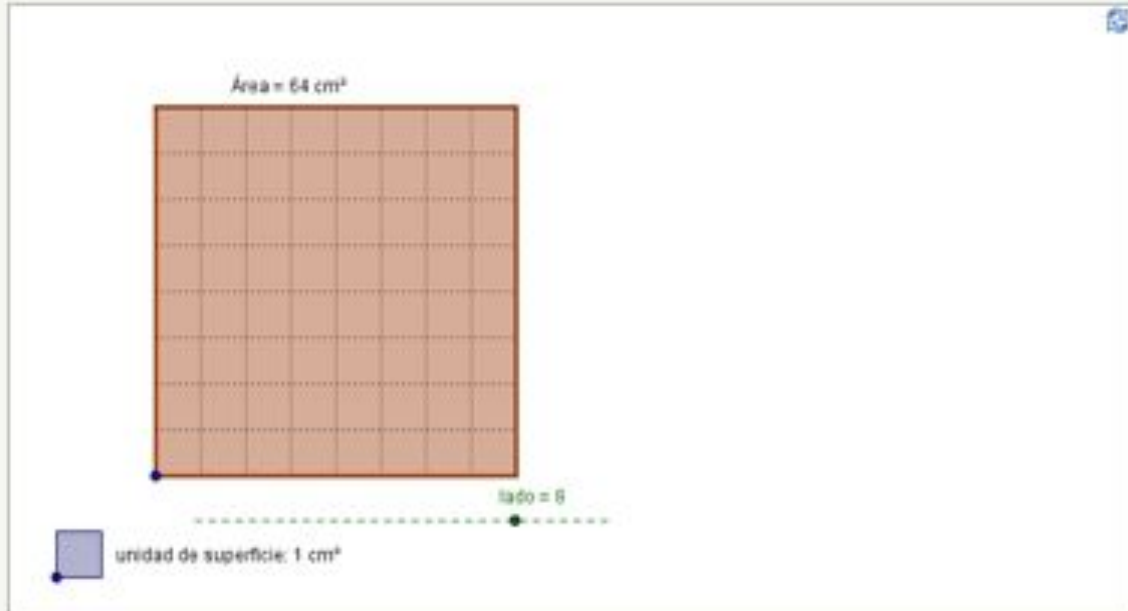 Área = 64 cm²
lado = 8
unidad de superficie: 1 cm²